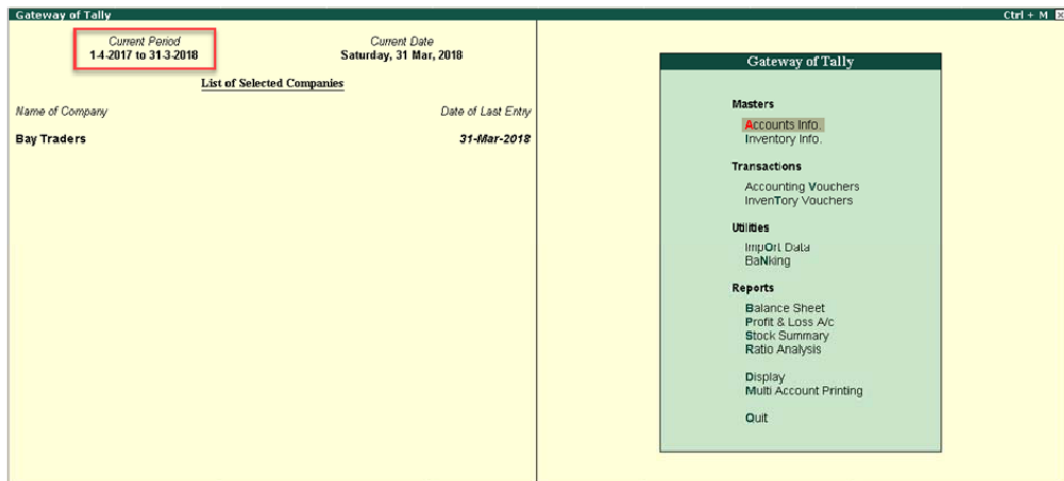 Gateway of Tally Ctrl + M
Current Period Current Date
1-4-2017 to 31-3-2018 Saturday, 31 Mar, 2018
List of Selected Companies
Name of Company Date of Last Entry
Bay Traders 31-Mar-2018
Gateway of Tally
Masters
Accounts Info.
Inventory Info.
Transactions
Accounting Vouchers
InvenTory Vouchers
Utilities
ImpOrt Data
BaNking
Reports
Balance Sheet
Profit & Loss A/c
Stock Summary
Ratio Analysis
Display
Multi Account Printing
Quit